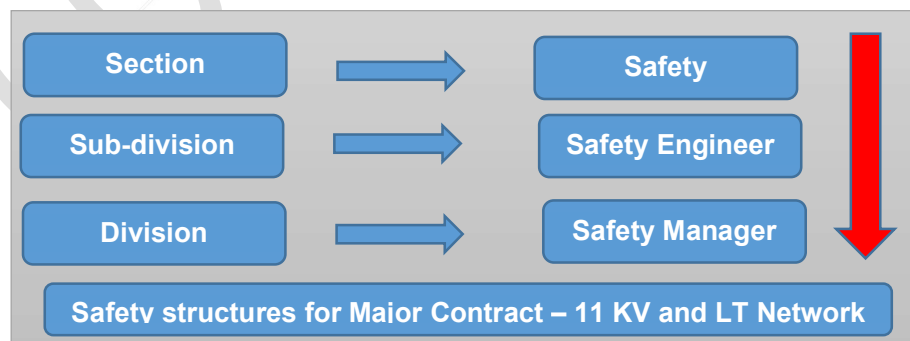 Section Safety
Sub-division Safety Engineer
Division Safety Manager
Safety structures for Major Contract – 11 KV and LT Network